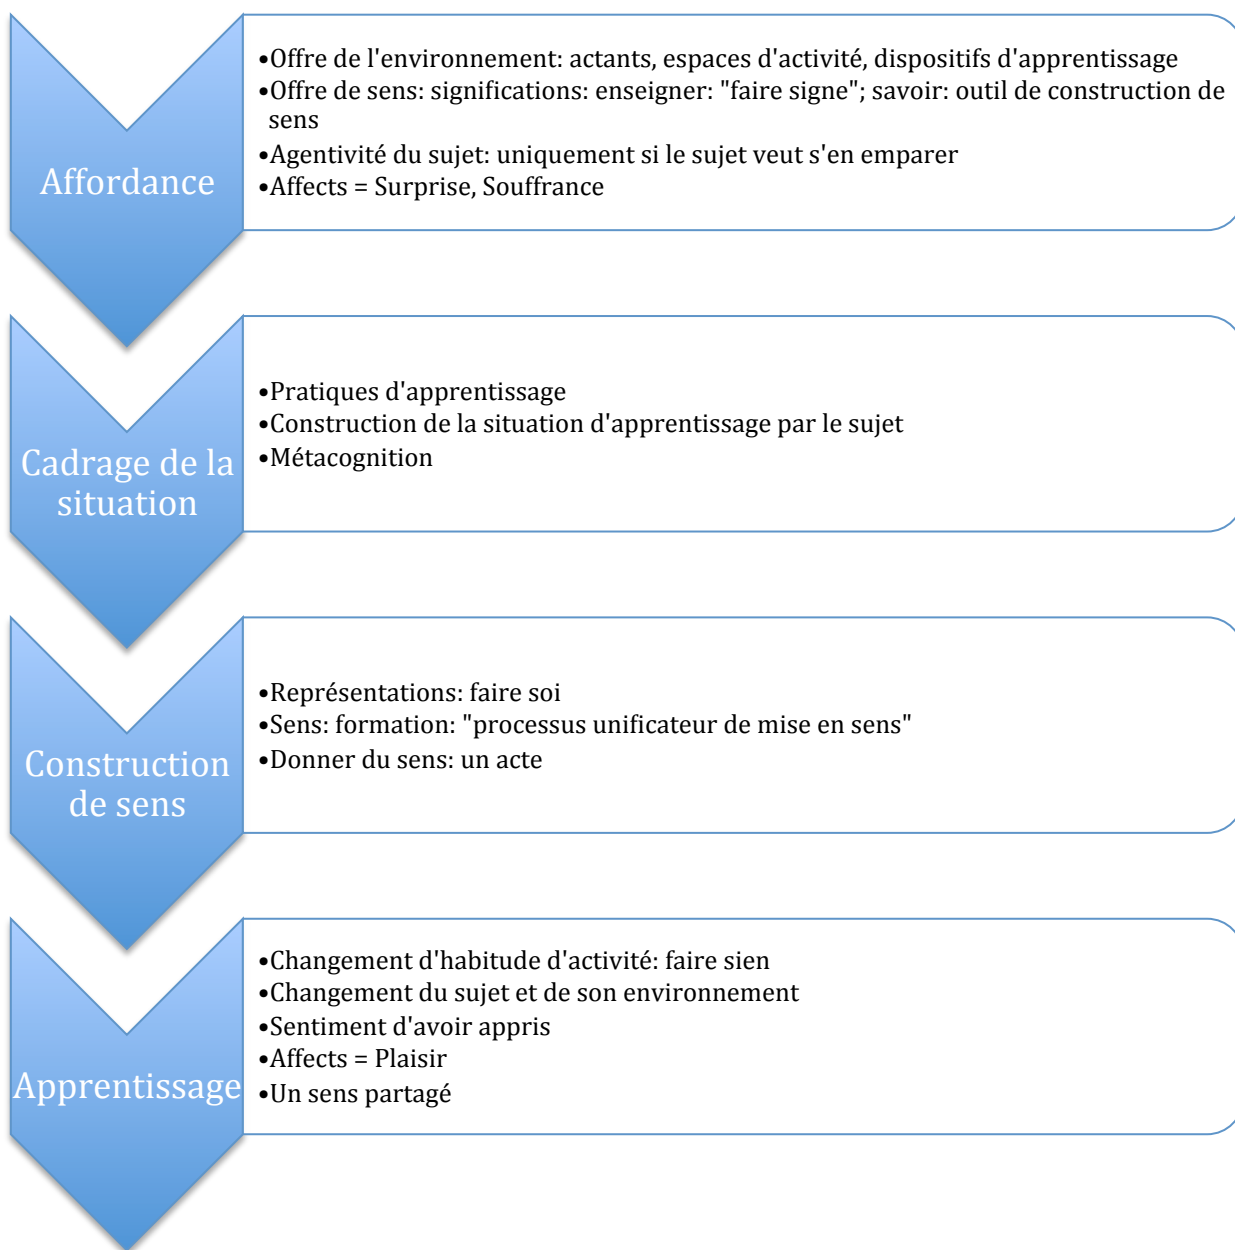 Affordance
•Offre de l'environnement: actants, espaces d'activité, dispositifs d'apprentissage
•Offre de sens: significations: enseigner: "faire signe"; savoir: outil de construction de
sens
•Agentivité du sujet: uniquement si le sujet veut s'en emparer
•Affects = Surprise, Souffrance
Cadrage de la
situation
•Pratiques d'apprentissage
•Construction de la situation d'apprentissage par le sujet
•Métacognition
Construction
de sens
•Représentations: faire soi
•Sens: formation: "processus unificateur de mise en sens"
•Donner du sens: un acte
Apprentissage
•Changement d'habitude d'activité: faire sien
•Changement du sujet et de son environnement
•Sentiment d'avoir appris
•Affects = Plaisir
•Un sens partagé